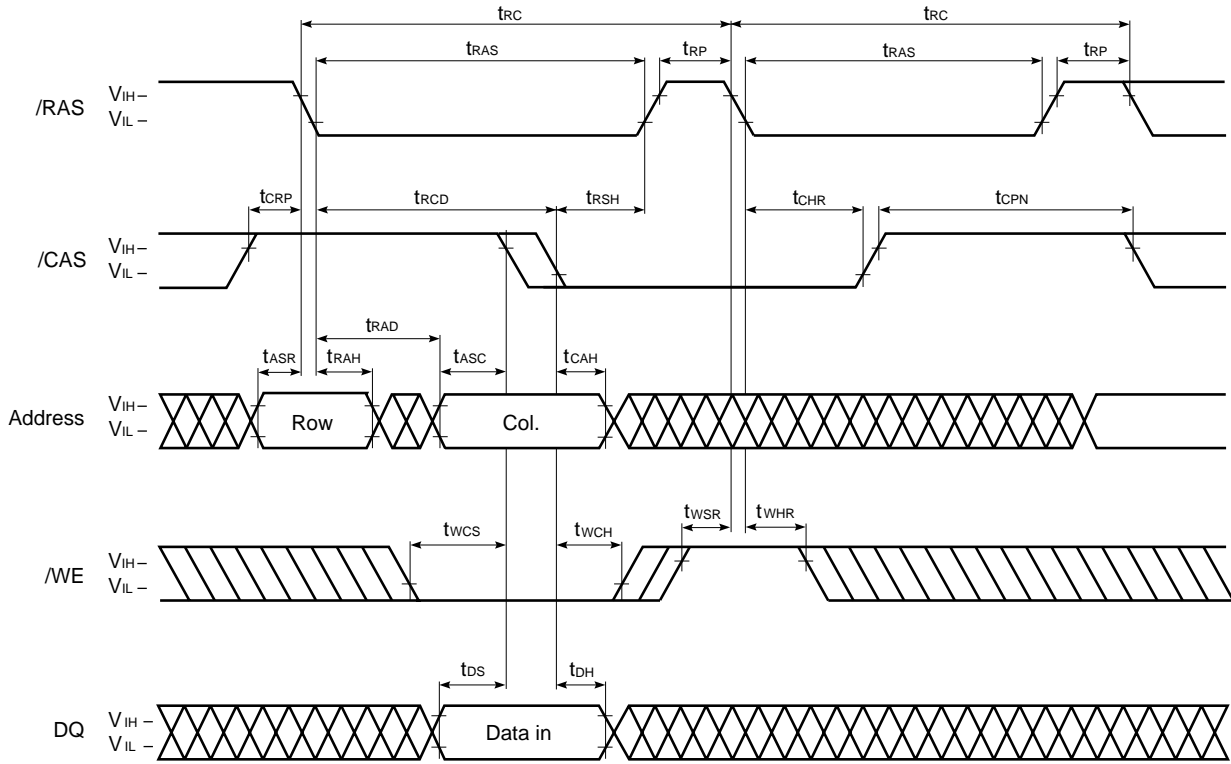 tRC tRC
tRAS tRP tRAS tRP
/RAS VIH–
VIL –
tCRP tRCD tRSH tCHR tCPN
/CAS VIH–
VIL –
tRAD
tASR tRAH tASC tCAH
Address VIH– Row Col.
VIL –
tWCS tWCH tWSR tWHR
/WE VIH–
VIL –
tDS tDH
DQ VIH – Data in
VIL –